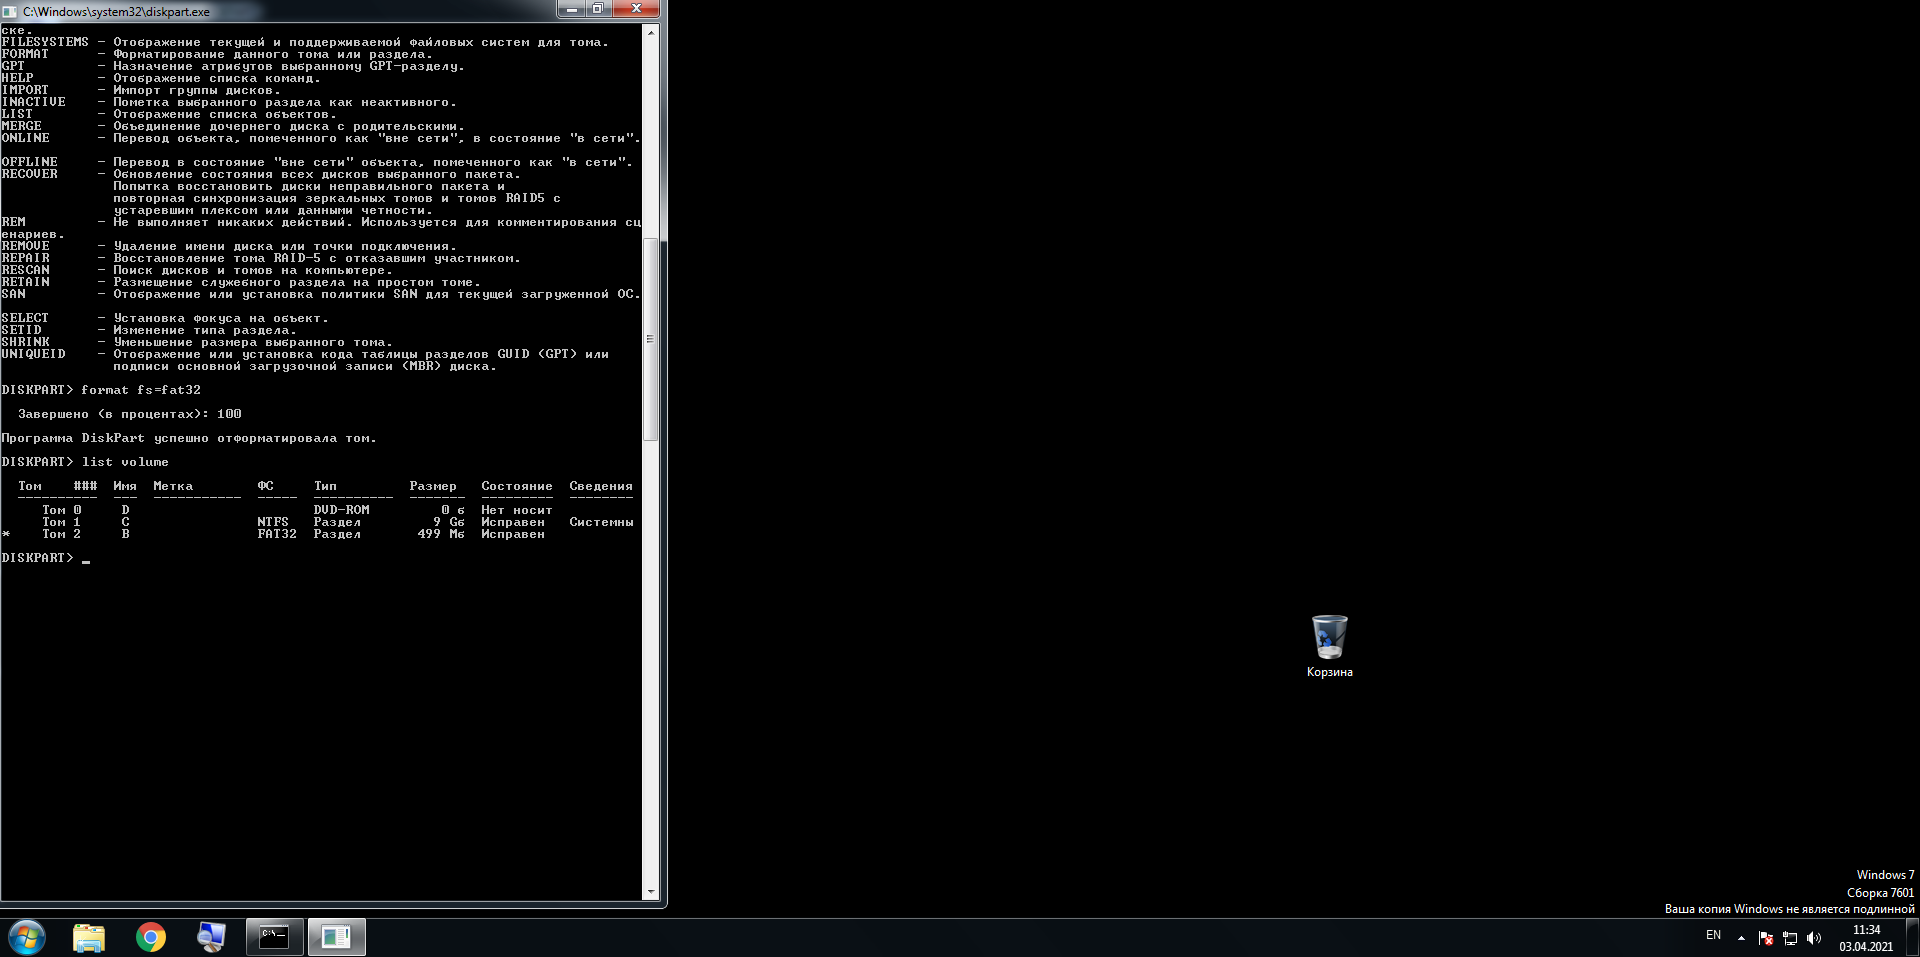 C:\Windows\system32\diskpart.exe
ске.
FILESYSTEMS - Отображение текущей и поддерживаемой файловых систем для тома.
FORMAT - Форматирование данного тома или раздела.
GPT - Назначение атрибутов выбранному GPT-разделу.
HELP - Отображение списка команд.
IMPORT - Импорт группы дисков.
INACTIVE - Пометка выбранного раздела как неактивного.
LIST - Отображение списка объектов.
MERGE - Объединение дочернего диска с родительскими.
ONLINE - Перевод объекта, помеченного как "вне сети", в состояние "в сети".
OFFLINE - Перевод в состояние "вне сети" объекта, помеченного как "в сети".
RECOVER - Обновление состояния всех дисков выбранного пакета.
Попытка восстановить диски неправильного пакета и
повторная синхронизация зеркальных томов и томов RAID5 с
устаревшим плексом или данными четности.
REM - Не выполняет никаких действий. Используется для комментирования сц
енариев.
REMOVE - Удаление имени диска или точки подключения.
REPAIR - Восстановление тома RAID-5 с отказавшим участником.
RESCAN - Поиск дисков и томов на компьютере.
RETAIN - Размещение служебного раздела на простом томе.
SAN - Отображение или установка политики SAN для текущей загруженной ОС.
SELECT - Установка фокуса на объект.
SETID - Изменение типа раздела.
SHRINK - Уменьшение размера выбранного тома.
UNIQUEID - Отображение или установка кода таблицы разделов GUID (GPT) или
подписи основной загрузочной записи (MBR) диска.
DISKPART> format fs=fat32
Завершено (в процентах): 100
Программа DiskPart успешно отформатировала том.
DISKPART> list volume
Том ### Имя Метка ФС Тип Размер Состояние Сведения
---------- --- ----------- ----- ---------- ------- --------- --------
Том 0 D DVD-ROM 0 б Нет носит
Том 1 C NTFS Раздел 9 Gб Исправен Системны
* Том 2 B FAT32 Раздел 499 Mб Исправен
DISKPART> _
Корзина
Windows 7
Сборка 7601
Ваша копия Windows не является подлинной
C:\_
EN
11:34
03.04.2021